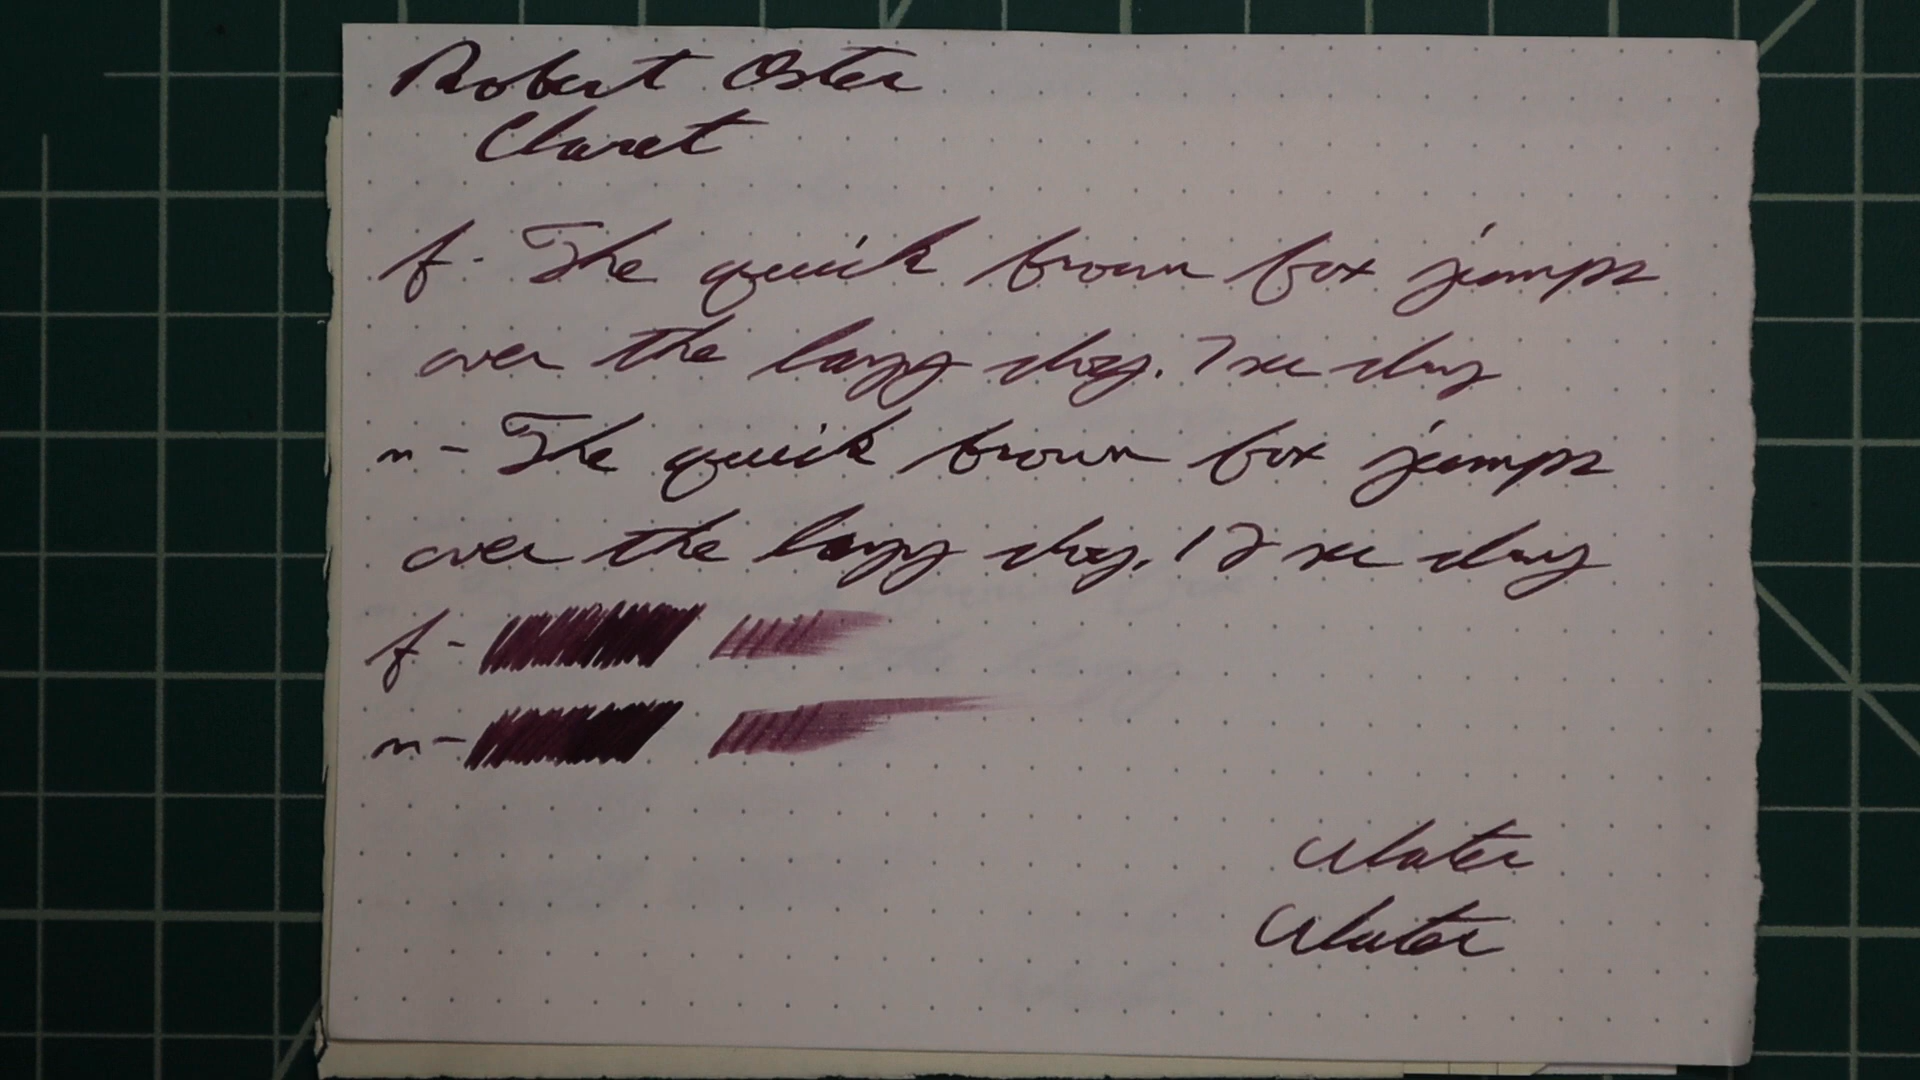 Robert Oster
Claret
f - The quick brown fox jumps
over the lazy dog. 7 sec dry
m - The quick brown fox jumps
over the lazy dog. 12 sec dry
f -
m -
Water
Water